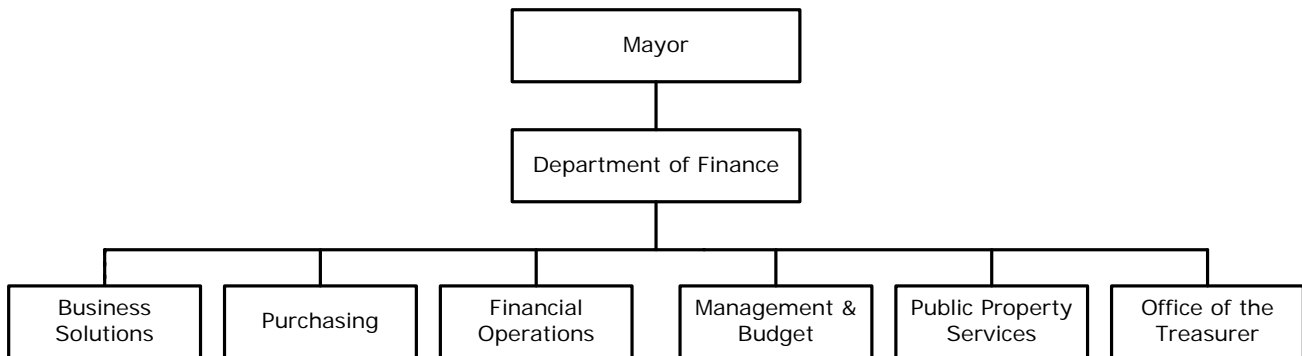 Mayor
Department of Finance
Business
Solutions
Purchasing
Financial
Operations
Management &
Budget
Public Property
Services
Office of the
Treasurer